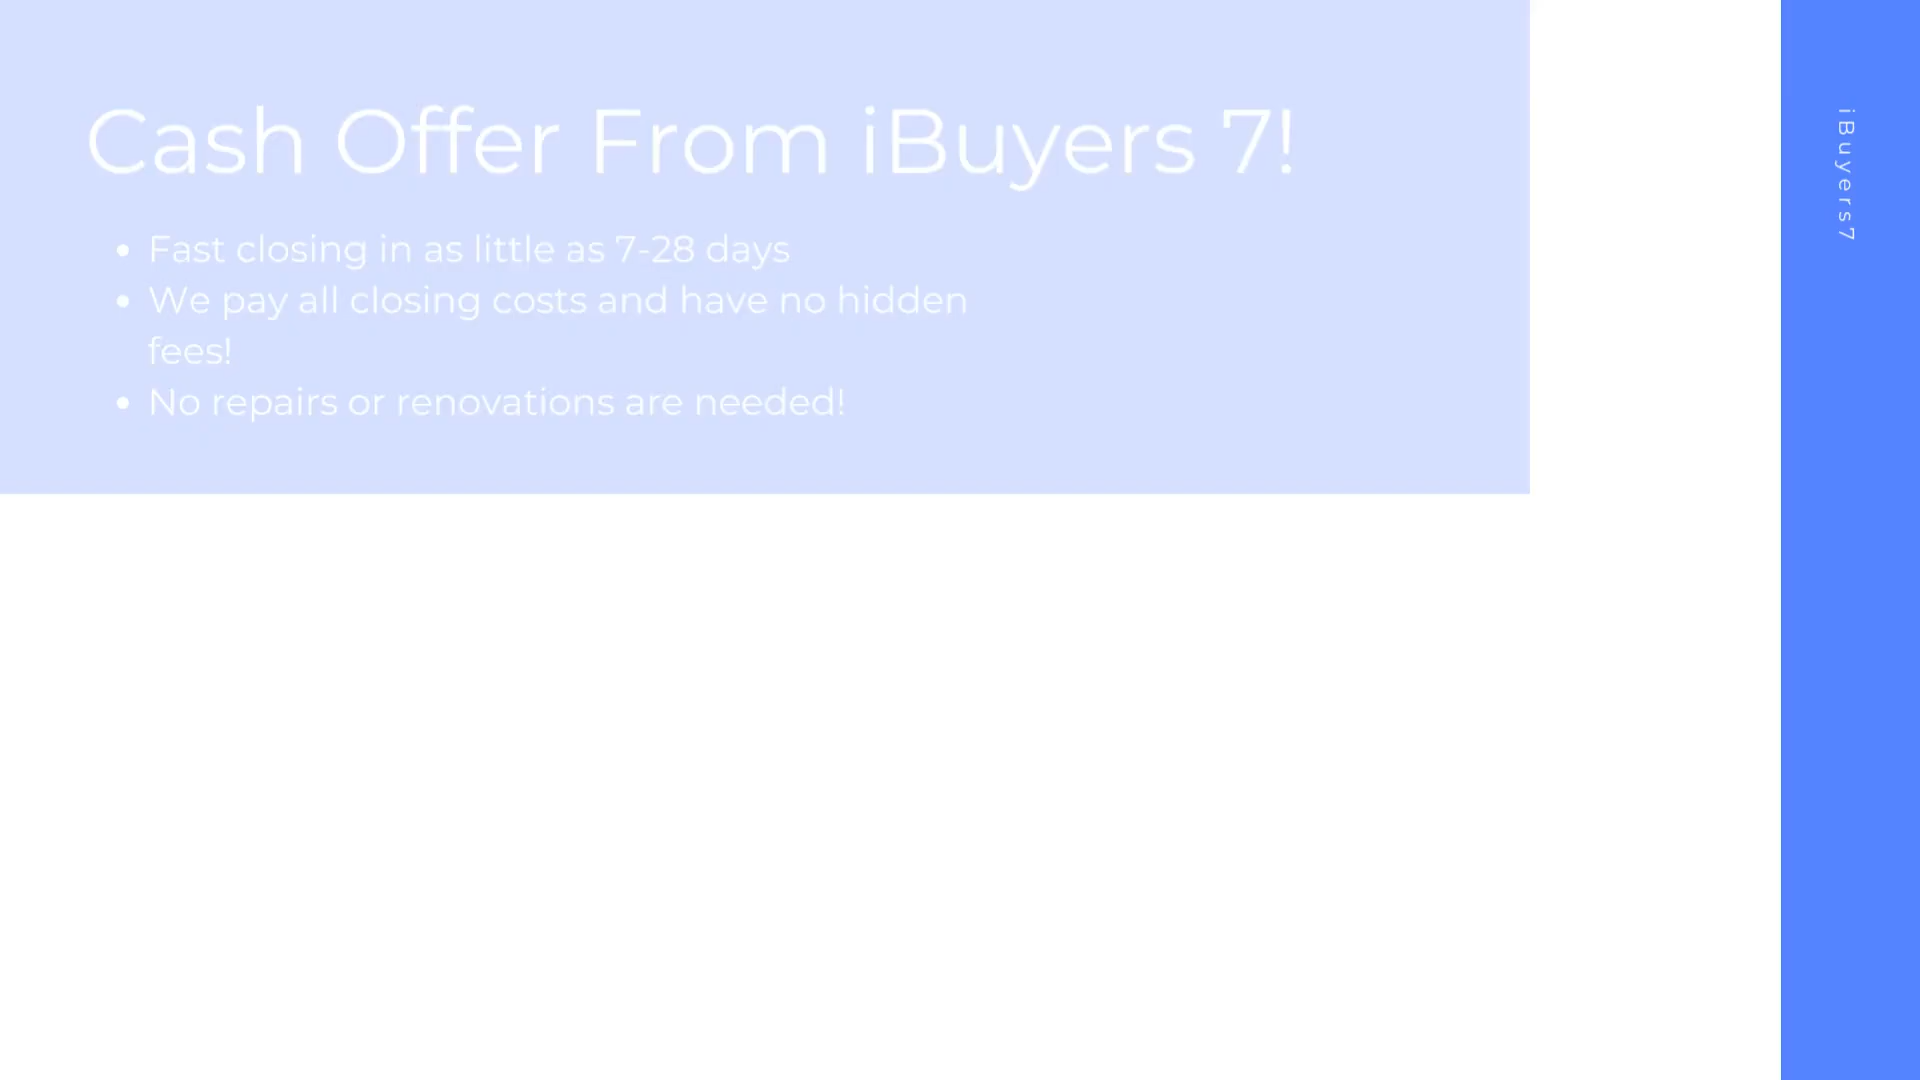 Cash Offer From iBuyers 7!
• Fast closing in as little as 7-28 days
• We pay all closing costs and have no hidden
fees!
• No repairs or renovations are needed!
iBuyers7